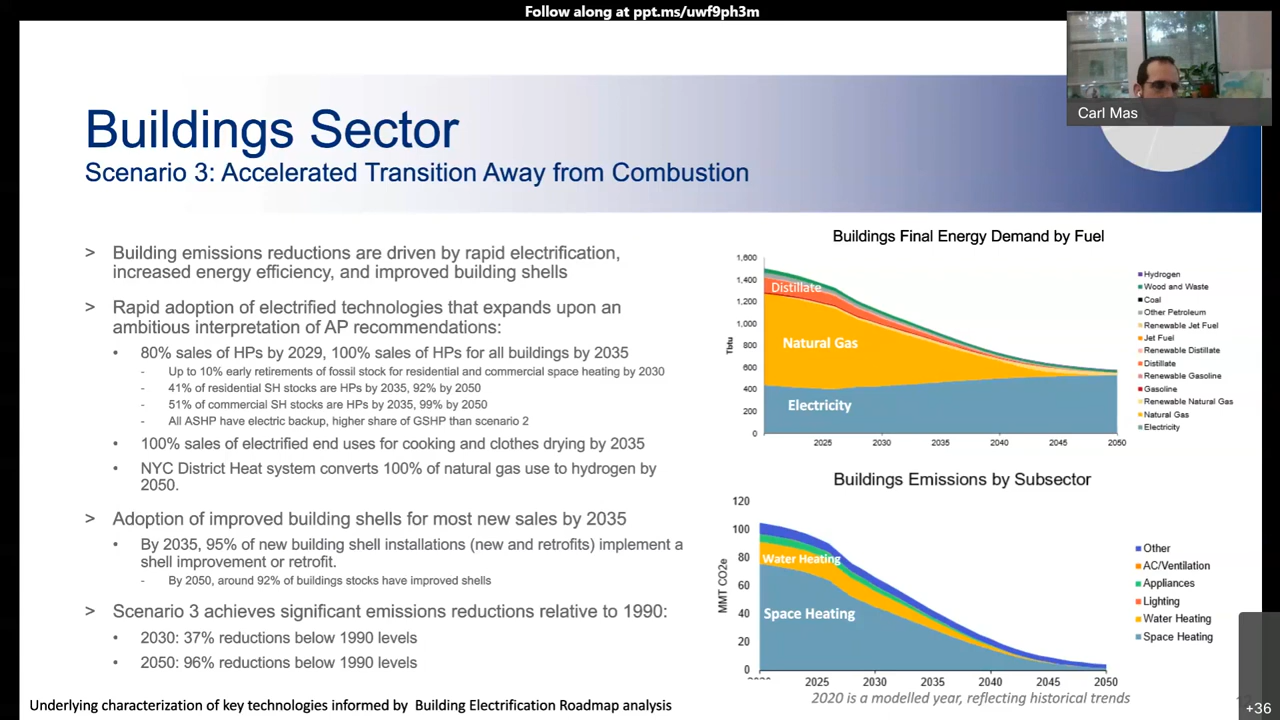 Follow along at ppt.ms/uwf9ph3m
Carl Mas
Buildings Sector
Scenario 3: Accelerated Transition Away from Combustion
> Building emissions reductions are driven by rapid electrification,
increased energy efficiency, and improved building shells
> Rapid adoption of electrified technologies that expands upon an
ambitious interpretation of AP recommendations:
• 80% sales of HPs by 2029, 100% sales of HPs for all buildings by 2035
- Up to 10% early retirements of fossil stock for residential and commercial space heating by 2030
- 41% of residential SH stocks are HPs by 2035, 92% by 2050
- 51% of commercial SH stocks are HPs by 2035, 99% by 2050
- All ASHP have electric backup, higher share of GSHP than scenario 2
• 100% sales of electrified end uses for cooking and clothes drying by 2035
• NYC District Heat system converts 100% of natural gas use to hydrogen by
2050.
> Adoption of improved building shells for most new sales by 2035
• By 2035, 95% of new building shell installations (new and retrofits) implement a
shell improvement or retrofit.
- By 2050, around 92% of buildings stocks have improved shells
> Scenario 3 achieves significant emissions reductions relative to 1990:
• 2030: 37% reductions below 1990 levels
• 2050: 96% reductions below 1990 levels
Underlying characterization of key technologies informed by Building Electrification Roadmap analysis
Buildings Final Energy Demand by Fuel
1,600
1,400
1,200
1,000
800
600
400
200
0
Tbtu
Distillate
Natural Gas
Electricity
2025 2030 2035 2040 2045 2050
Hydrogen
Wood and Waste
Coal
Other Petroleum
Renewable Jet Fuel
Jet Fuel
Renewable Distillate
Distillate
Renewable Gasoline
Gasoline
Renewable Natural Gas
Natural Gas
Electricity
Buildings Emissions by Subsector
120
100
80
60
40
20
0
MMT CO2e
Water Heating
Space Heating
2020 2025 2030 2035 2040 2045 2050
Other
AC/Ventilation
Appliances
Lighting
Water Heating
Space Heating
2020 is a modelled year, reflecting historical trends
+36